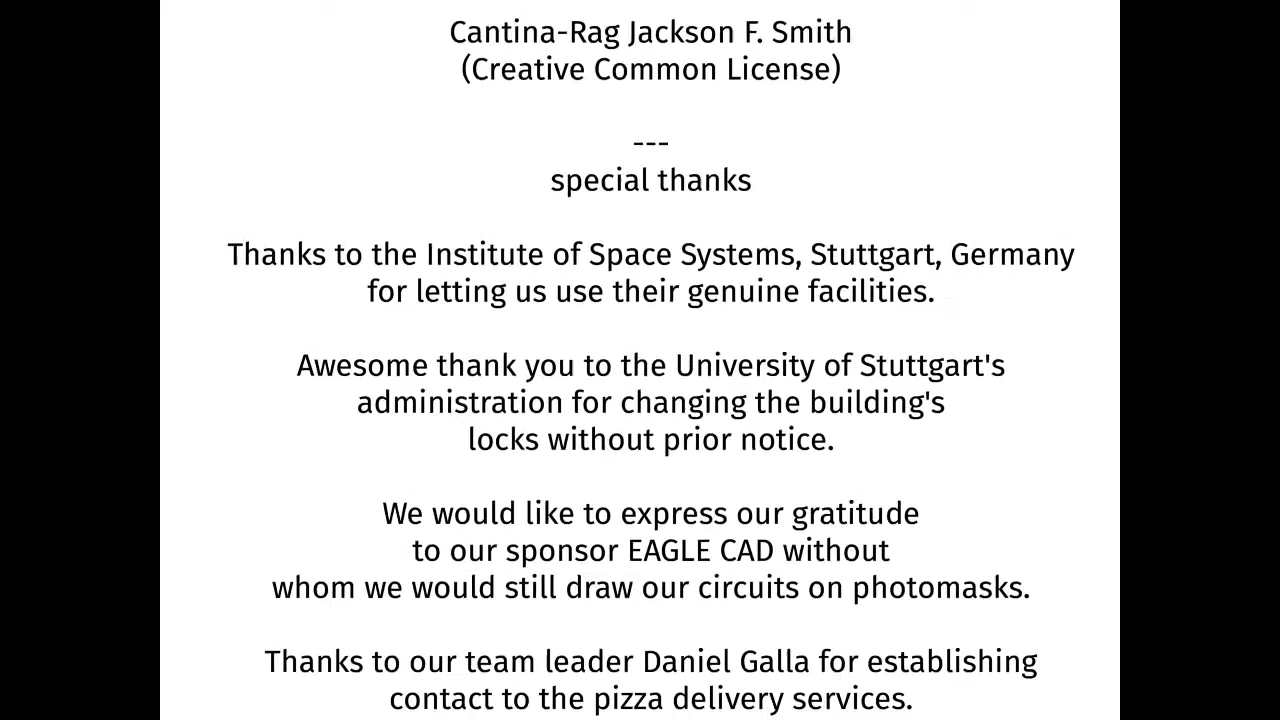 Cantina-Rag Jackson F. Smith
(Creative Common License)
---
special thanks
Thanks to the Institute of Space Systems, Stuttgart, Germany
for letting us use their genuine facilities.
Awesome thank you to the University of Stuttgart's
administration for changing the building's
locks without prior notice.
We would like to express our gratitude
to our sponsor EAGLE CAD without
whom we would still draw our circuits on photomasks.
Thanks to our team leader Daniel Galla for establishing
contact to the pizza delivery services.